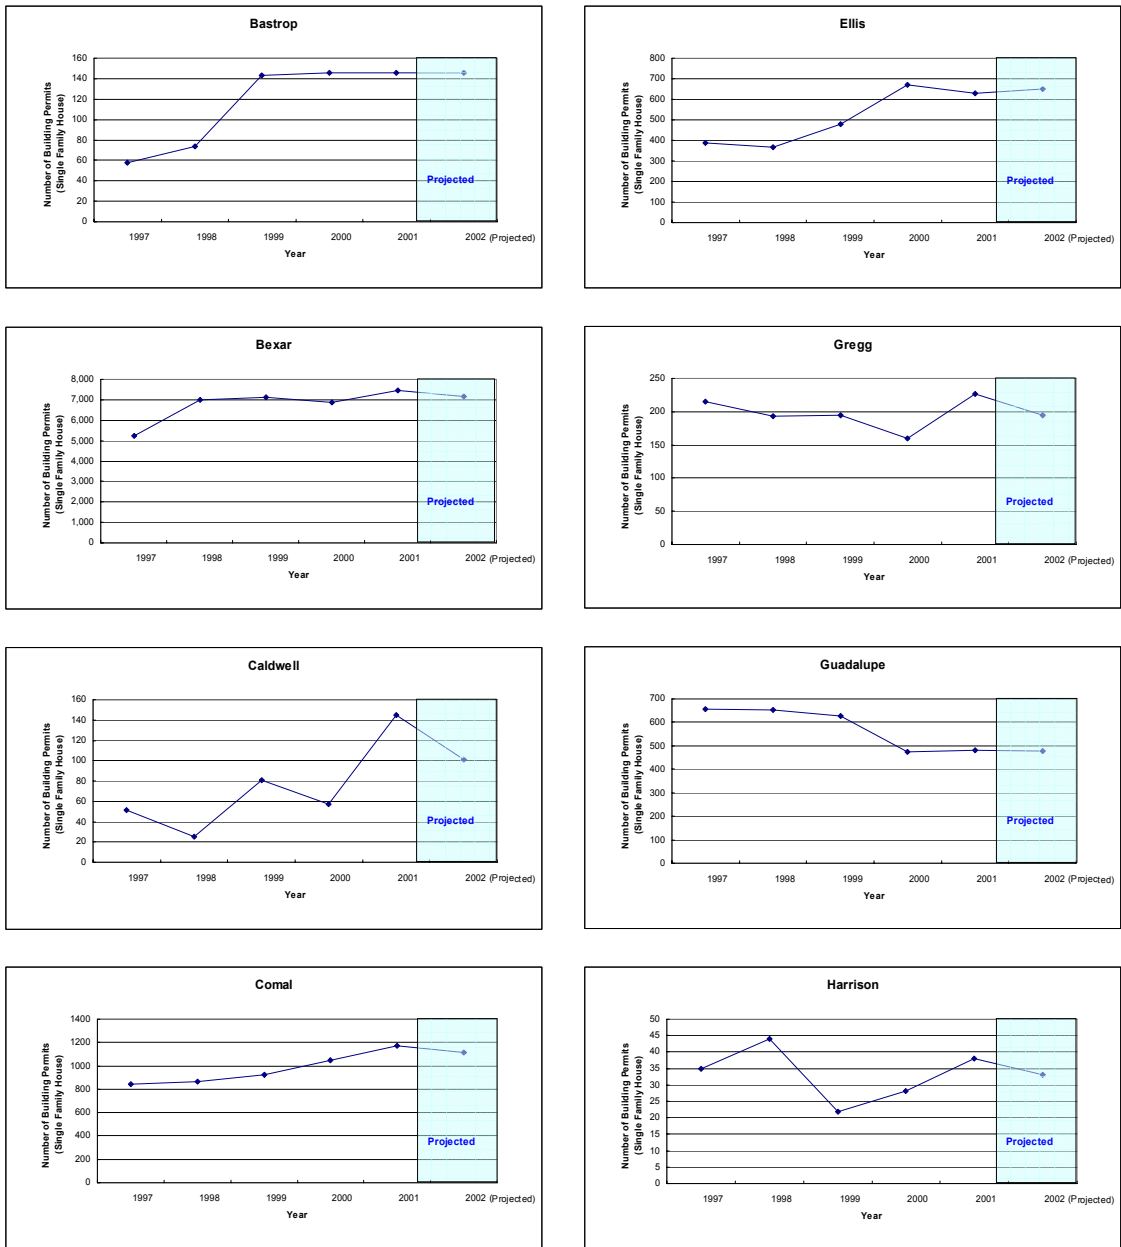 Bastrop
Number of Building Permits
(Single Family House)
160
140
120
100
80
60
40
20
0
Projected
1997 1998 1999 2000 2001 2002 (Projected)
Year
Ellis
Number of Building Permits
(Single Family House)
800
700
600
500
400
300
200
100
0
Projected
1997 1998 1999 2000 2001 2002 (Projected)
Year
Bexar
Number of Building Permits
(Single Family House)
8,000
7,000
6,000
5,000
4,000
3,000
2,000
1,000
0
Projected
1997 1998 1999 2000 2001 2002 (Projected)
Year
Gregg
Number of Building Permits
(Single Family House)
250
200
150
100
50
0
Projected
1997 1998 1999 2000 2001 2002 (Projected)
Year
Caldwell
Number of Building Permits
(Single Family House)
160
140
120
100
80
60
40
20
0
Projected
1997 1998 1999 2000 2001 2002 (Projected)
Year
Guadalupe
Number of Building Permits
(Single Family House)
700
600
500
400
300
200
100
0
Projected
1997 1998 1999 2000 2001 2002 (Projected)
Year
Comal
Number of Building Permits
(Single Family House)
1400
1200
1000
800
600
400
200
0
Projected
1997 1998 1999 2000 2001 2002 (Projected)
Year
Harrison
Number of Building Permits
(Single Family House)
50
45
40
35
30
25
20
15
10
5
0
Projected
1997 1998 1999 2000 2001 2002 (Projected)
Year